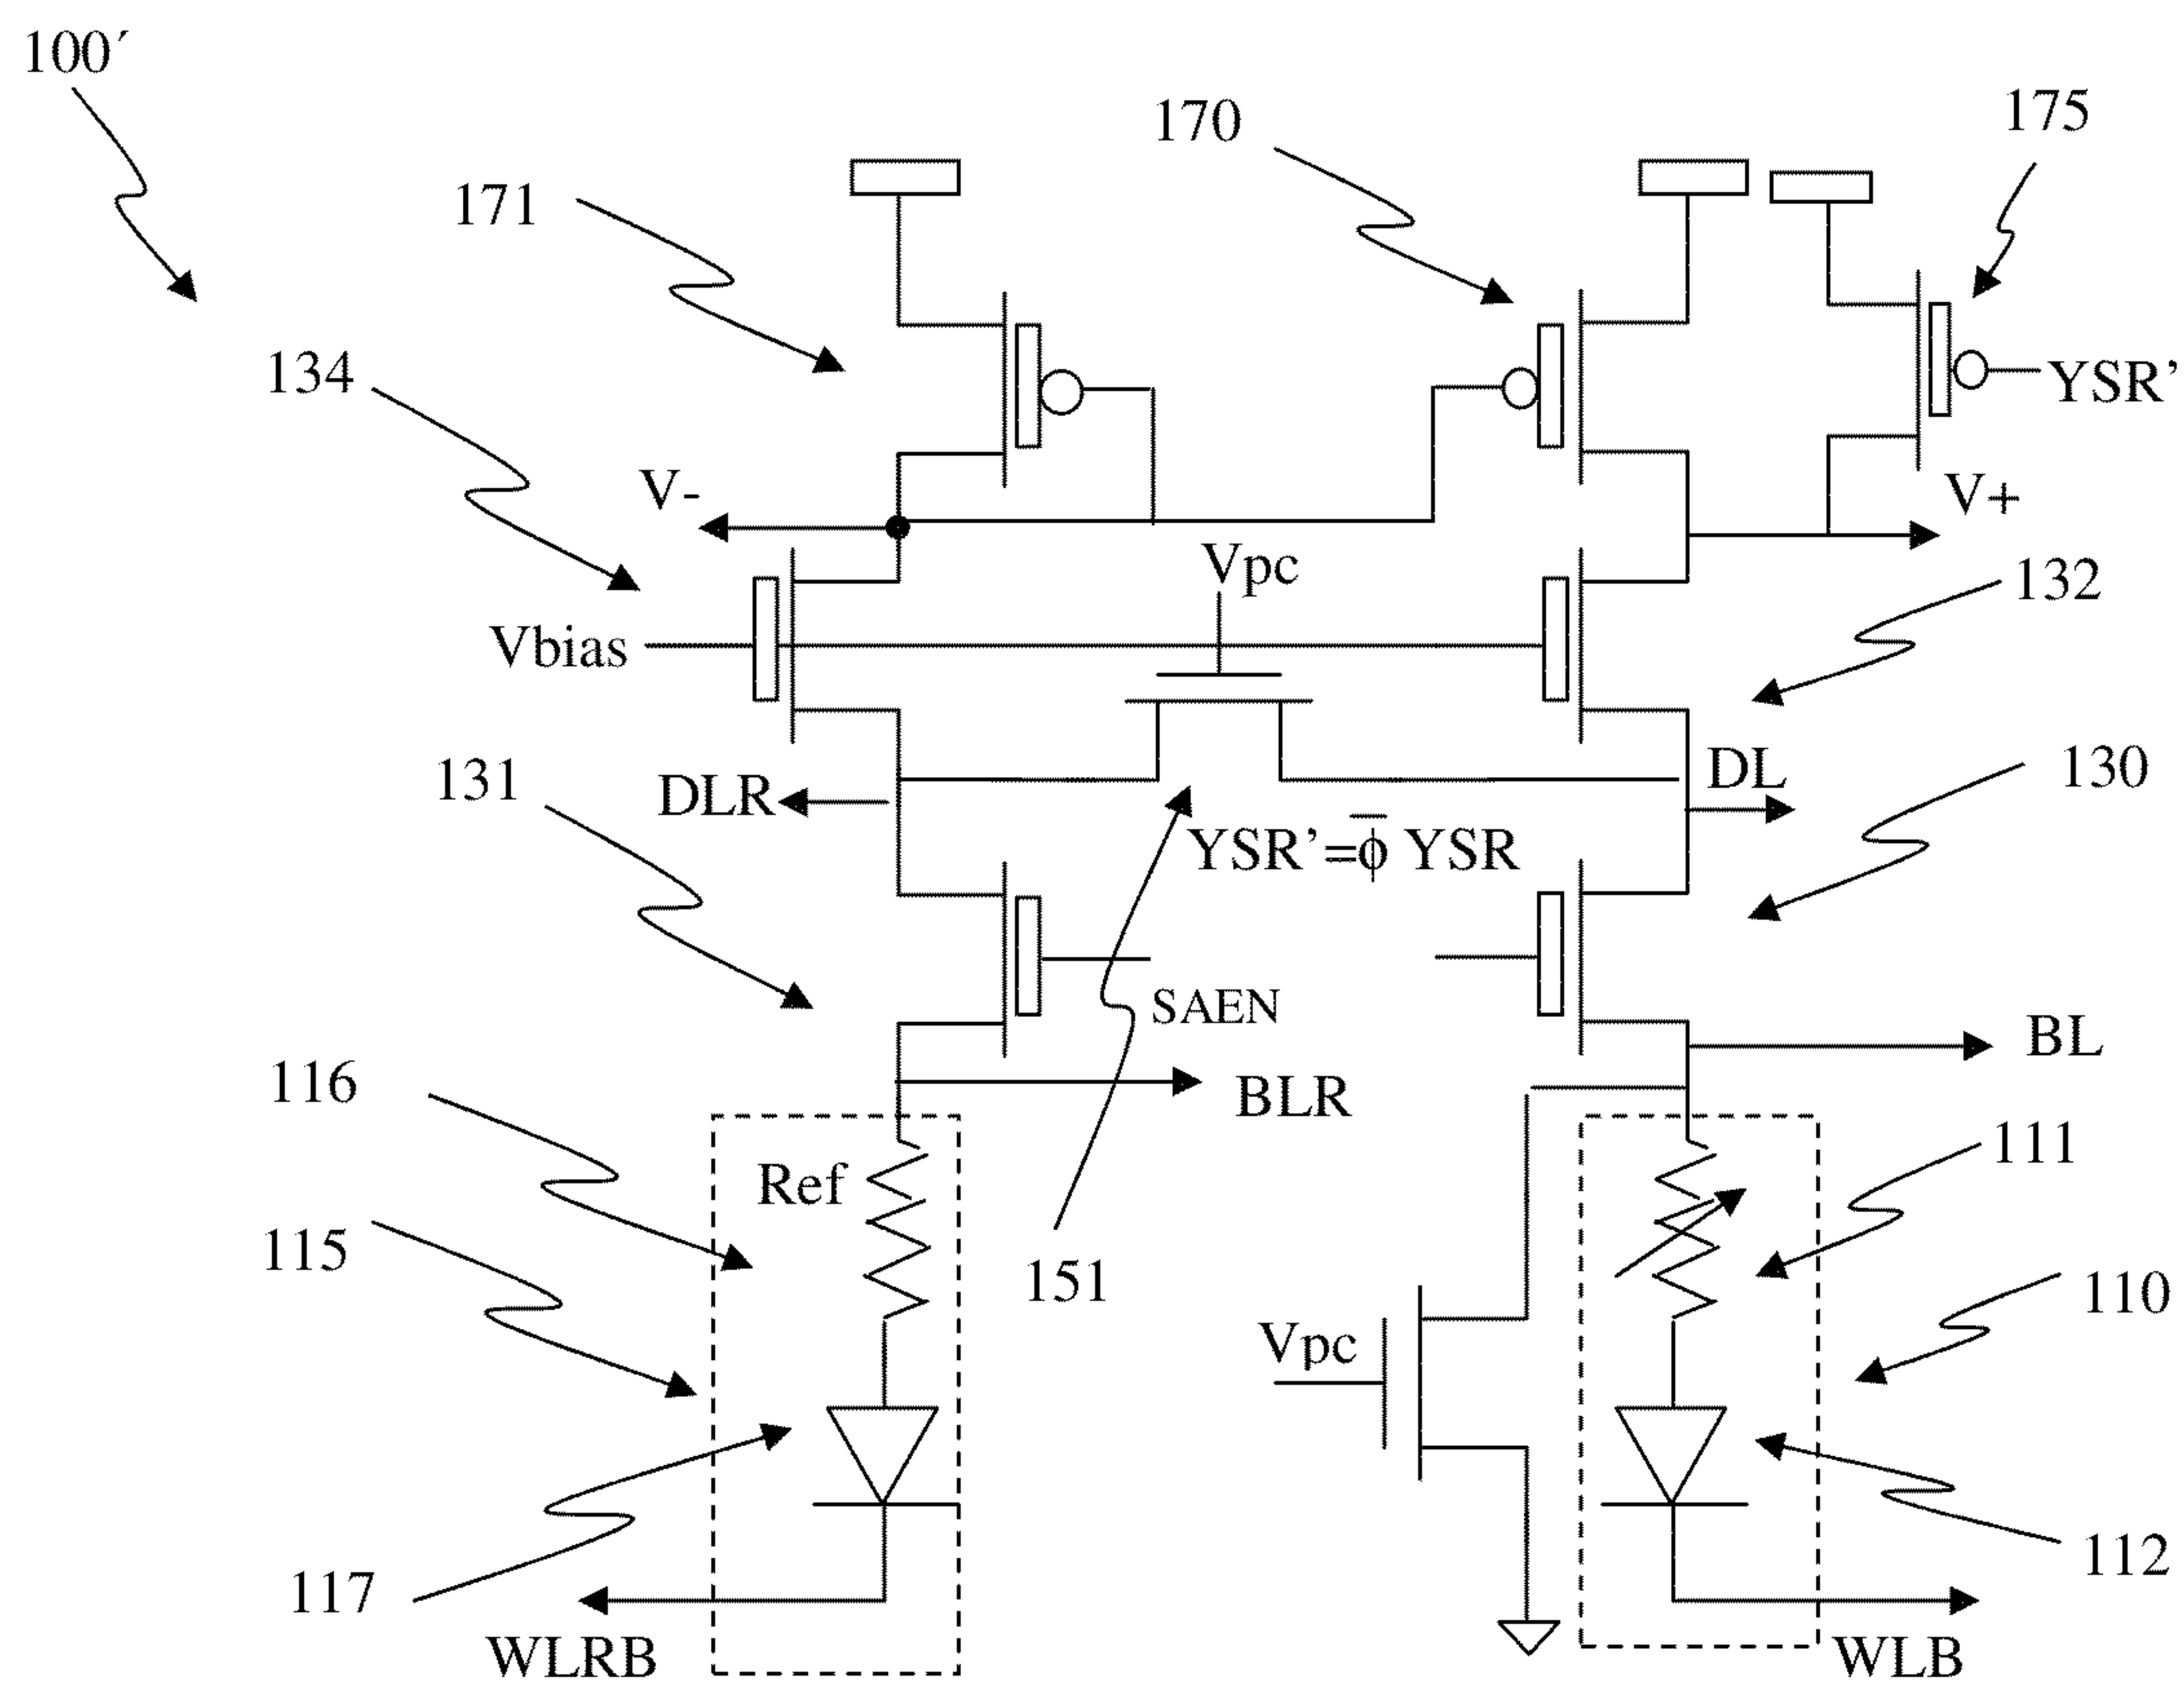 100´
170
175
171
134
YSR’
V-
V+
Vpc
132
Vbias
131
DLR
DL
130
YSR’=ϕ̅ YSR
SAEN
BL
116
BLR
111
Ref
115
151
110
Vpc
117
112
WLRB
WLB